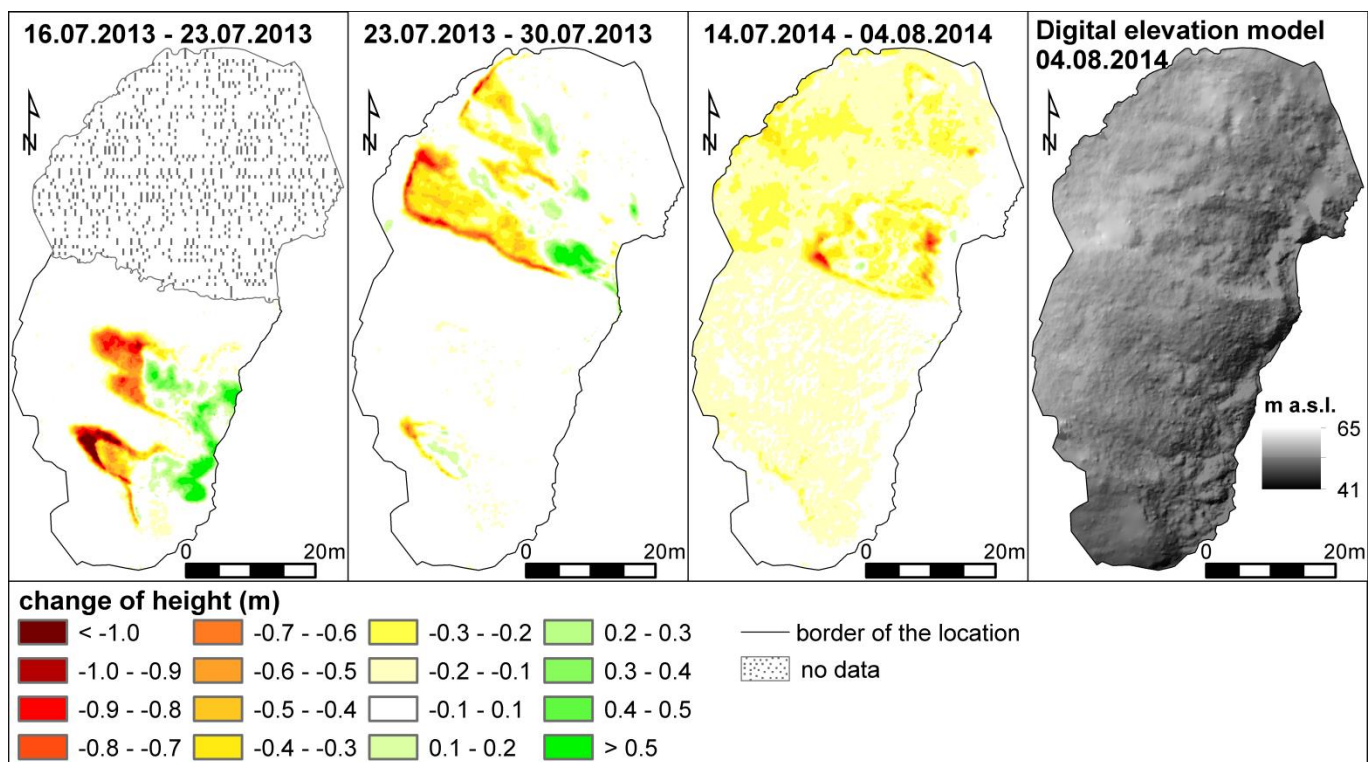 16.07.2013 - 23.07.2013
N
0 20m
23.07.2013 - 30.07.2013
N
0 20m
14.07.2014 - 04.08.2014
N
0 20m
Digital elevation model
04.08.2014
N
m a.s.l.
65
41
0 20m
change of height (m)
< -1.0
-1.0 - -0.9
-0.9 - -0.8
-0.8 - -0.7
-0.7 - -0.6
-0.6 - -0.5
-0.5 - -0.4
-0.4 - -0.3
-0.3 - -0.2
-0.2 - -0.1
-0.1 - 0.1
0.1 - 0.2
0.2 - 0.3
0.3 - 0.4
0.4 - 0.5
> 0.5
border of the location
no data